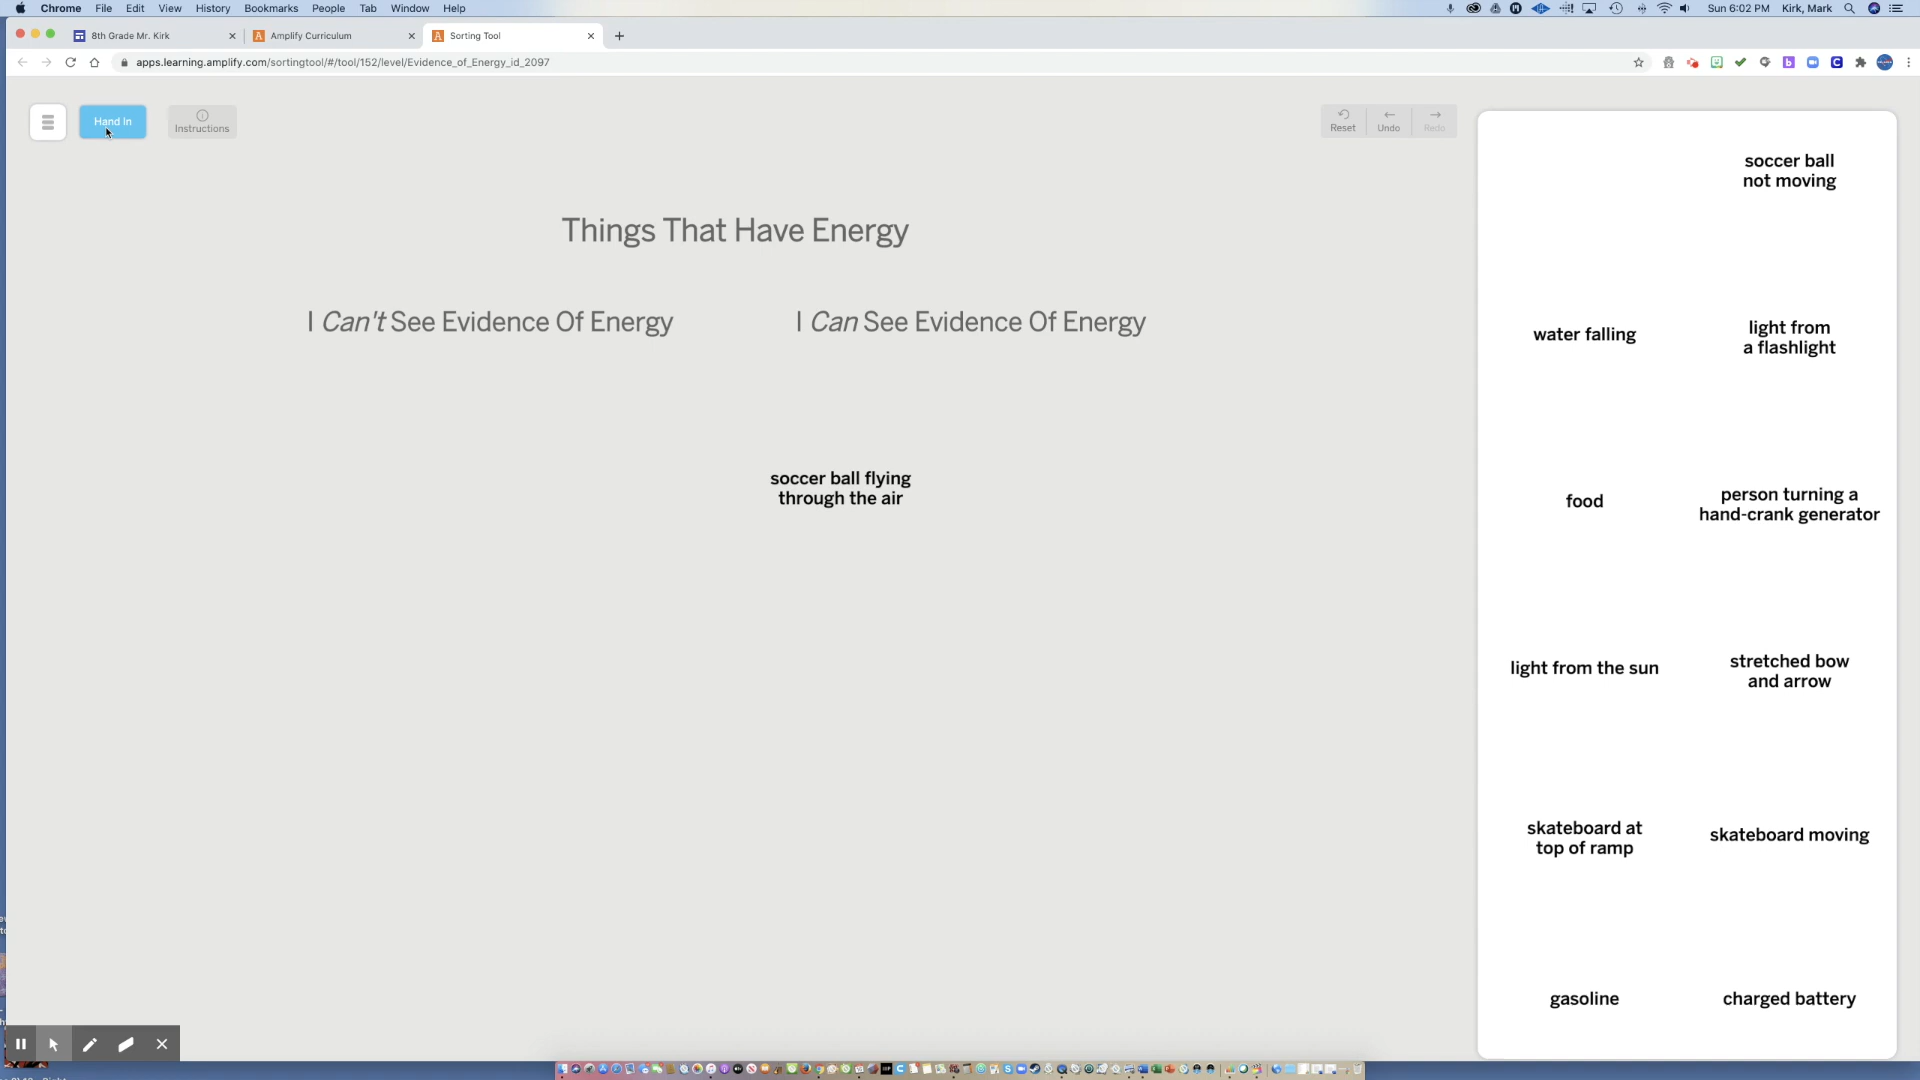 Chrome File Edit View History Bookmarks People Tab Window Help
Sun 6:02 PM Kirk, Mark
8th Grade Mr. Kirk
Amplify Curriculum
Sorting Tool
apps.learning.amplify.com/sortingtool/#/tool/152/level/Evidence_of_Energy_id_2097
Hand In
Instructions
Reset
Undo
Redo
Things That Have Energy
I Can't See Evidence Of Energy
I Can See Evidence Of Energy
soccer ball flying
through the air
soccer ball
not moving
water falling
light from
a flashlight
food
person turning a
hand-crank generator
light from the sun
stretched bow
and arrow
skateboard at
top of ramp
skateboard moving
gasoline
charged battery